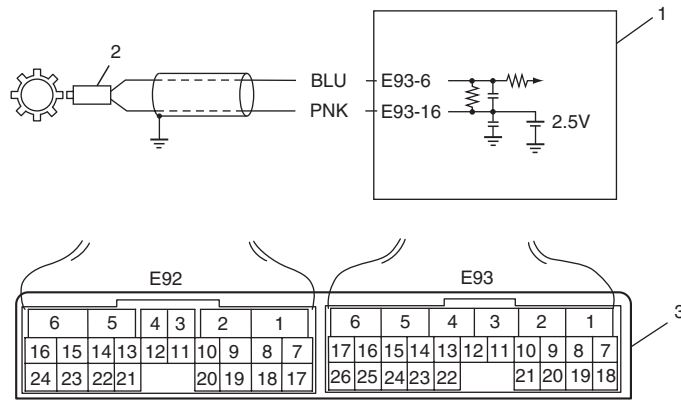 1
2
BLU E93-6
PNK E93-16
2.5V
E92 E93
3
6 5 4 3 2 1 6 5 4 3 2 1
16 15 14 13 12 11 10 9 8 7 17 16 15 14 13 12 11 10 9 8 7
24 23 22 21 20 19 18 17 26 25 24 23 22 21 20 19 18